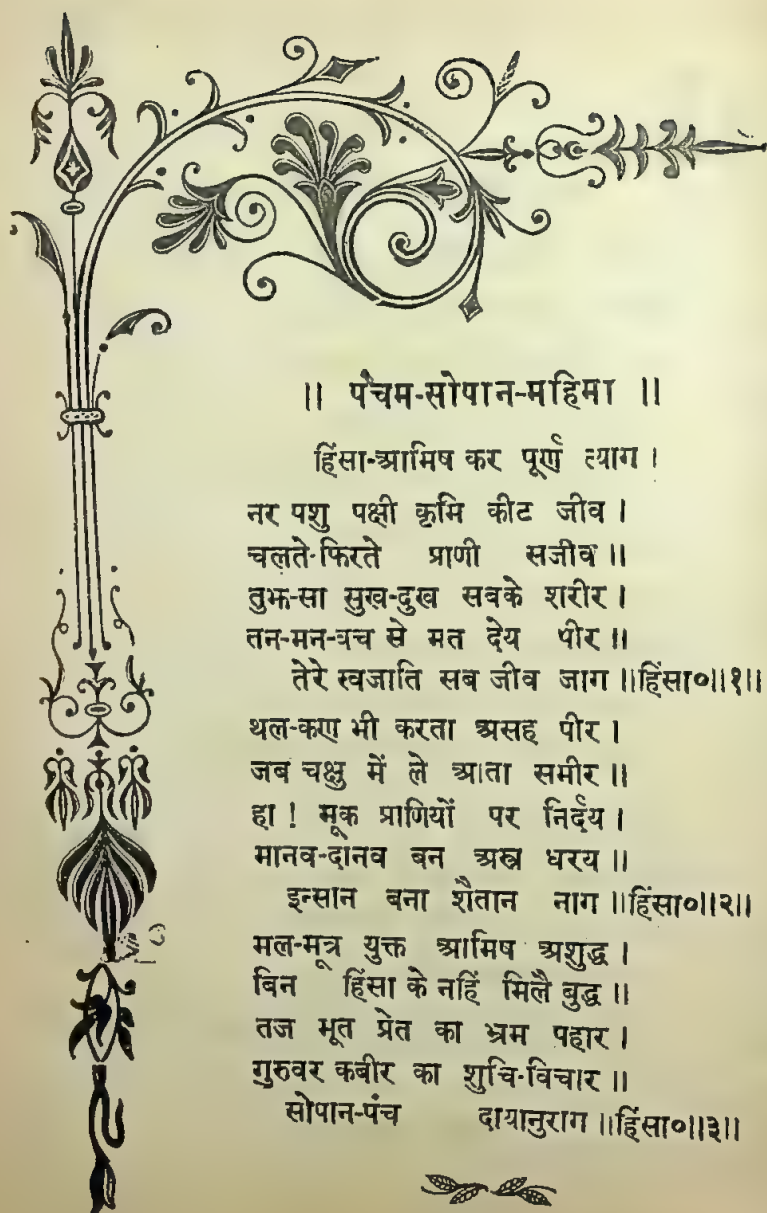 ॥ पंचम-सोपान-महिमा ॥
हिंसा-आमिष कर पूर्ण त्याग ।
नर पशु पक्षी कृमि कीट जीव ।
चलते-फिरते प्राणी सजीव ॥
तुझ-सा सुख-दुख सबके शरीर ।
तन-मन-वच से मत देय पीर ॥
तेरे स्वजाति सब जीव जाग ॥हिंसा०॥१॥
थल-कण भी करता असह पीर ।
जब चक्षु में ले आता समीर ॥
हा ! मूक प्राणियों पर निर्दय ।
मानव-दानव बन अस्त्र धरय ॥
इन्सान बना शैतान नाग ॥हिंसा०॥२॥
मल-मूत्र युक्त आमिष अशुद्ध ।
बिन हिंसा के नहिं मिलै बुद्ध ॥
तज भूत प्रेत का भ्रम पहार ।
गुरुवर कबीर का शुचि-विचार ॥
सोपान-पंच दायानुराग ॥हिंसा०॥३॥